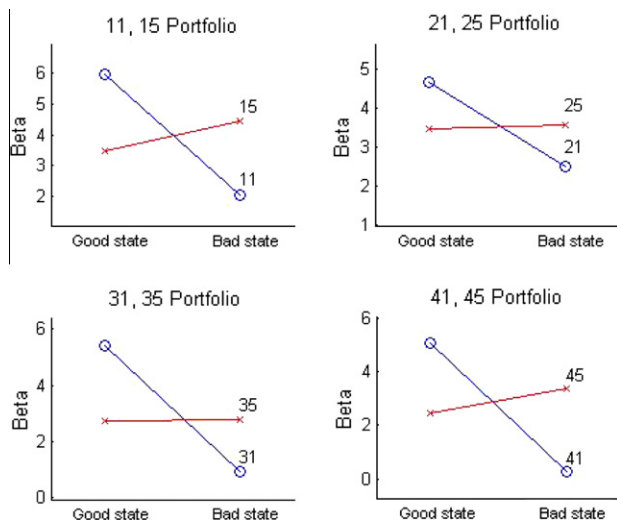 11, 15 Portfolio
6
5
4
3
2
Beta
15
11
Good state
Bad state
21, 25 Portfolio
5
4
3
2
1
Beta
25
21
Good state
Bad state
31, 35 Portfolio
6
4
2
0
Beta
35
31
Good state
Bad state
41, 45 Portfolio
6
4
2
0
Beta
45
41
Good state
Bad state